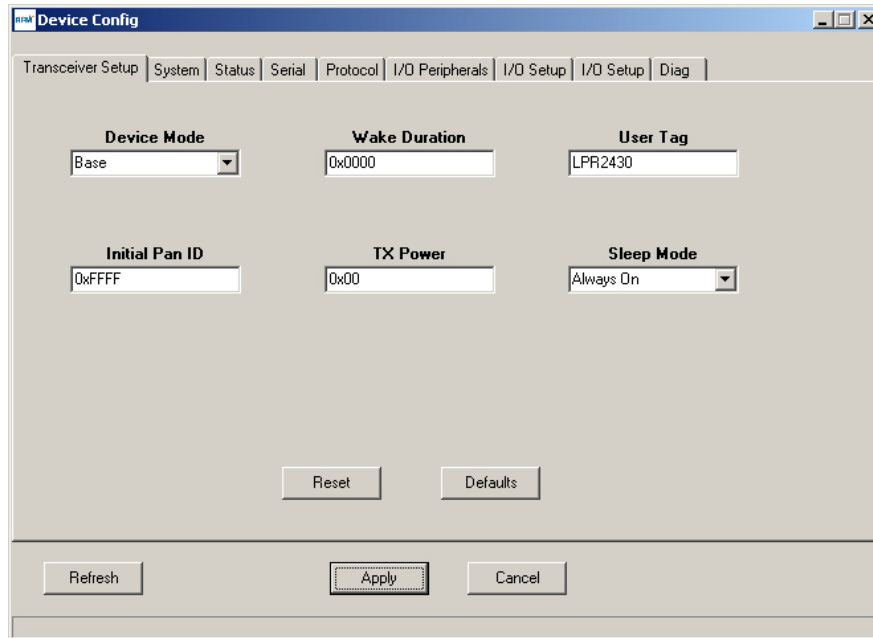 Device Config
Transceiver Setup System Status Serial Protocol I/O Peripherals I/O Setup I/O Setup Diag
Device Mode Wake Duration User Tag
Base 0x0000 LPR2430
Initial Pan ID TX Power Sleep Mode
0xFFFF 0x00 Always On
Reset Defaults
Refresh Apply Cancel